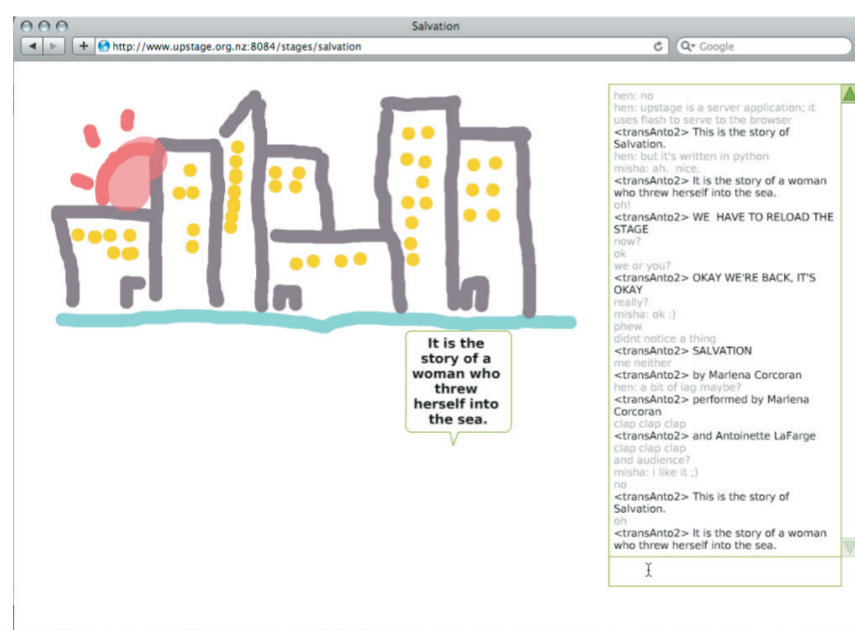 Salvation
http://www.upstage.org.nz:8084/stages/salvation
Google
It is the
story of a
woman who
threw
herself into
the sea.
hen: no
hen: upstage is a server application; it
uses flash to serve to the browser
<transAnto2> This is the story of
Salvation.
hen: but it's written in python
misha: ah. nice.
<transAnto2> It is the story of a woman
who threw herself into the sea.
oh!
<transAnto2> WE HAVE TO RELOAD THE
STAGE
now?
ok
we or you?
<transAnto2> OKAY WE'RE BACK, IT'S
OKAY
really?
misha: ok :)
phew
didnt notice a thing
<transAnto2> SALVATION
me neither
<transAnto2> by Marlena Corcoran
hen: a bit of lag maybe?
<transAnto2> performed by Marlena
Corcoran
clap clap clap
<transAnto2> and Antoinette LaFarge
clap clap clap
and audience?
misha: i like it ;)
no
<transAnto2> This is the story of
Salvation.
oh
<transAnto2> It is the story of a woman
who threw herself into the sea.